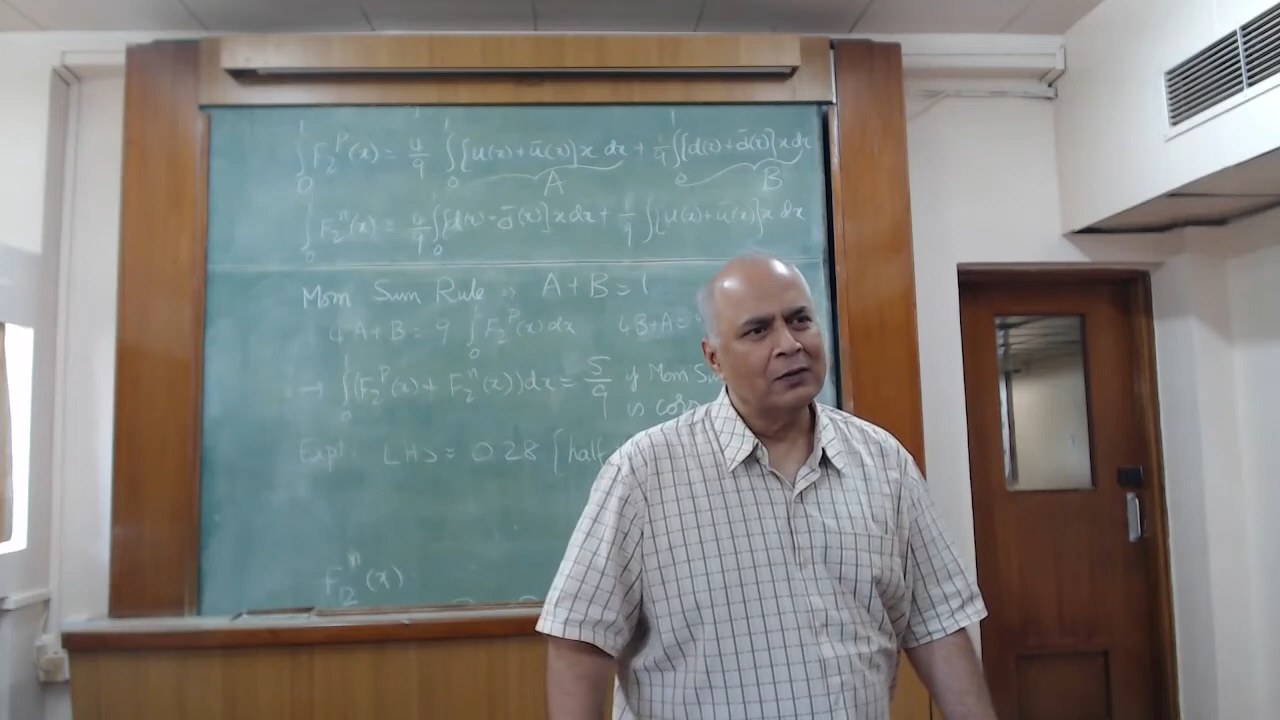 ∫₀¹ F₂ᵖ(x) = 4/9 ∫₀¹ [u(x)+ū(x)]x dx + 1/9 ∫₀¹ [d(x)+d̄(x)]x dx
A B
∫₀¹ F₂ⁿ(x) = 4/9 ∫₀¹ [d(x)+d̄(x)]x dx + 1/9 ∫[u(x)+ū(x)]x dx
Mom Sum Rule ⇒ A+B=1
4A+B = 9 ∫₀¹ F₂ᵖ(x)dx 4B+A=
→ ∫₀¹ (F₂ᵖ(x) + F₂ⁿ(x))dx = 5/9 if Mom
is
Expt. LHS = 0.28 [half
F₂ⁿ(x)